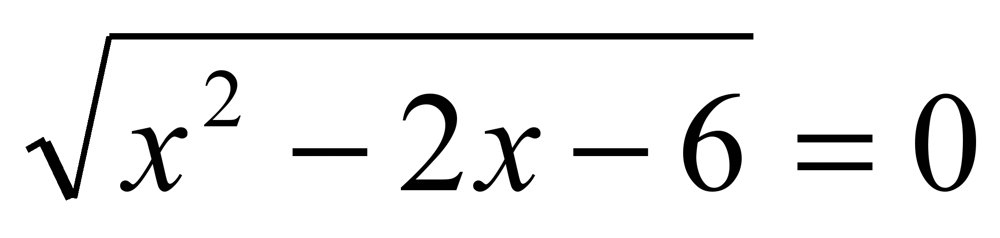 √(x² − 2x − 6) = 0